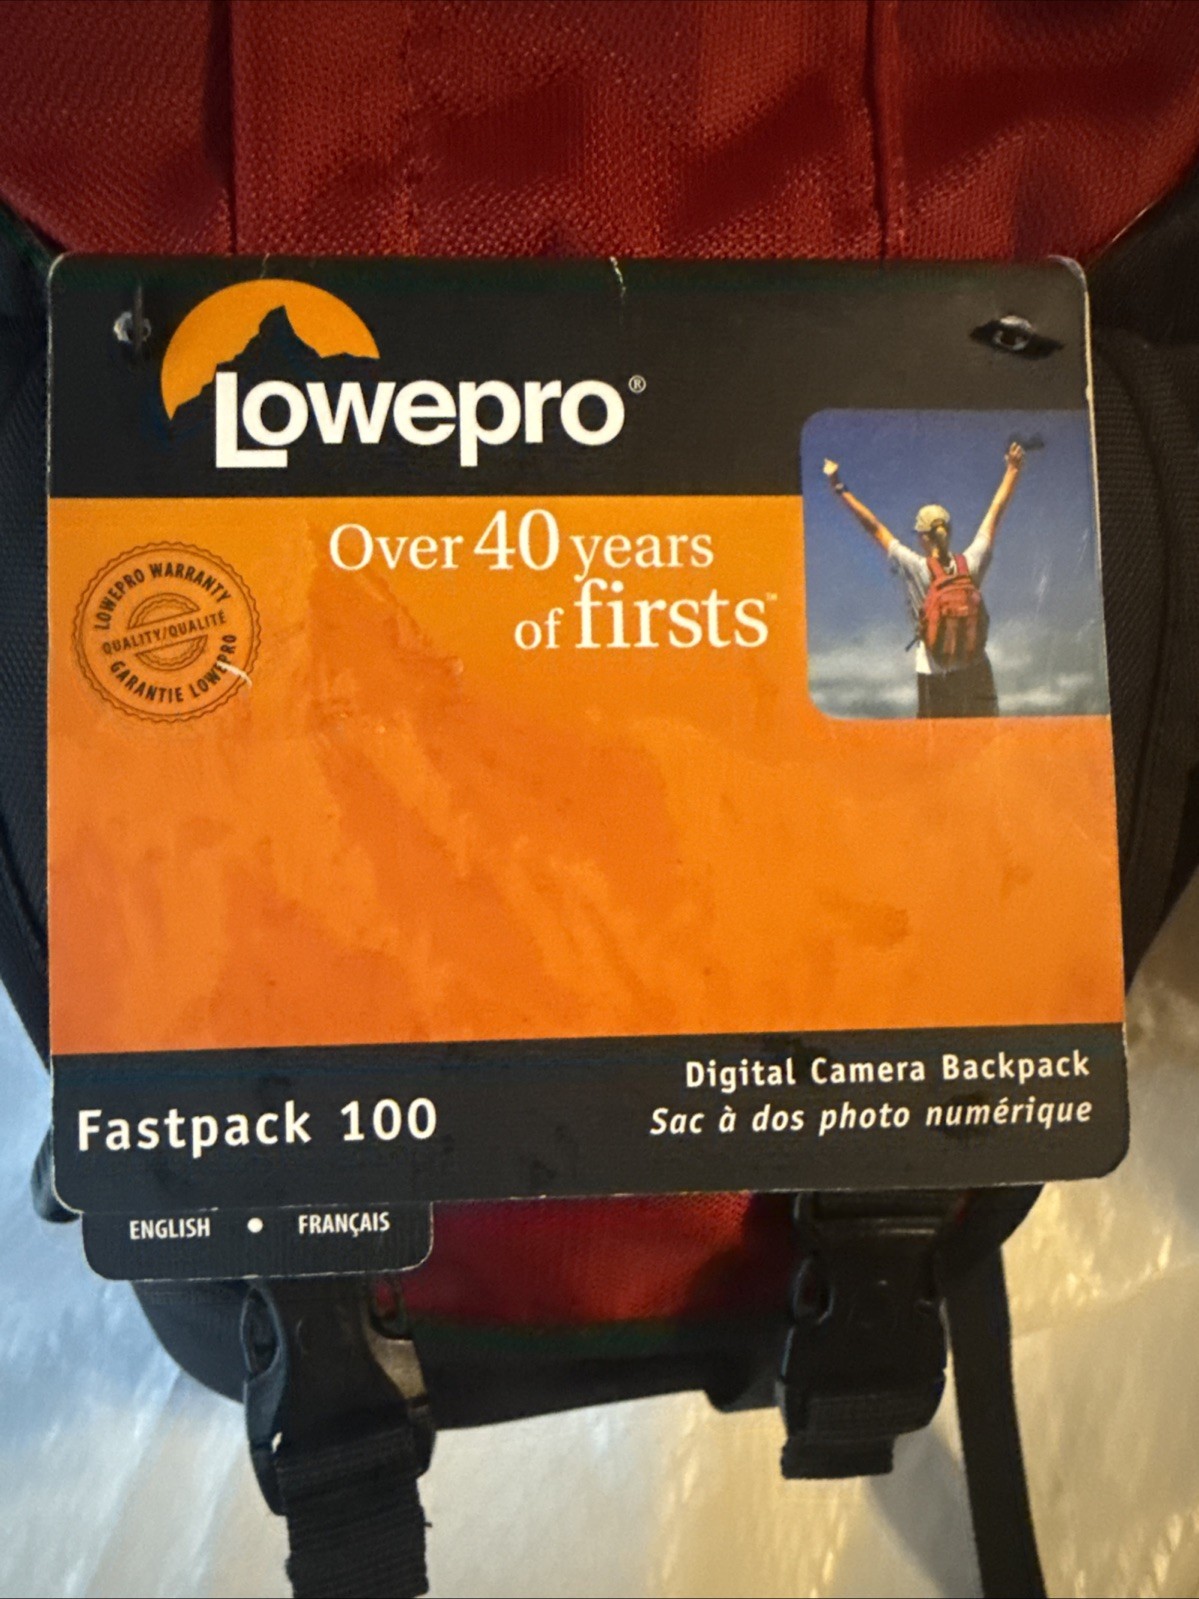 Lowepro®
Over 40 years
of firsts™
LOWEPRO WARRANTY
QUALITY/QUALITE
GARANTIE LOWEPRO
Digital Camera Backpack
Fastpack 100
Sac à dos photo numérique
ENGLISH • FRANÇAIS